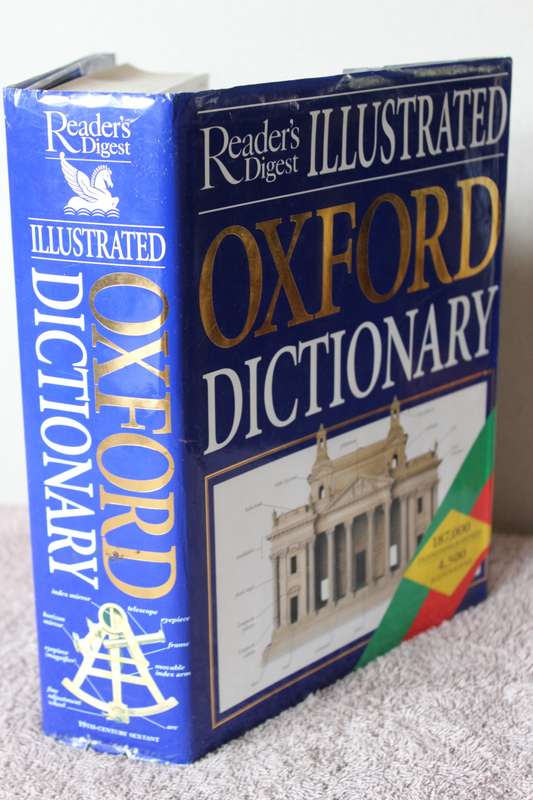 Reader's
Digest
ILLUSTRATED
OXFORD
DICTIONARY
index mirror
telescope
horizon
mirror
eyepiece
frame
eyepiece
magnifier
movable
index arm
fine
adjustment
wheel
arc
19TH-CENTURY SEXTANT
Reader's
Digest
ILLUSTRATED
OXFORD
DICTIONARY
187,000
4,500